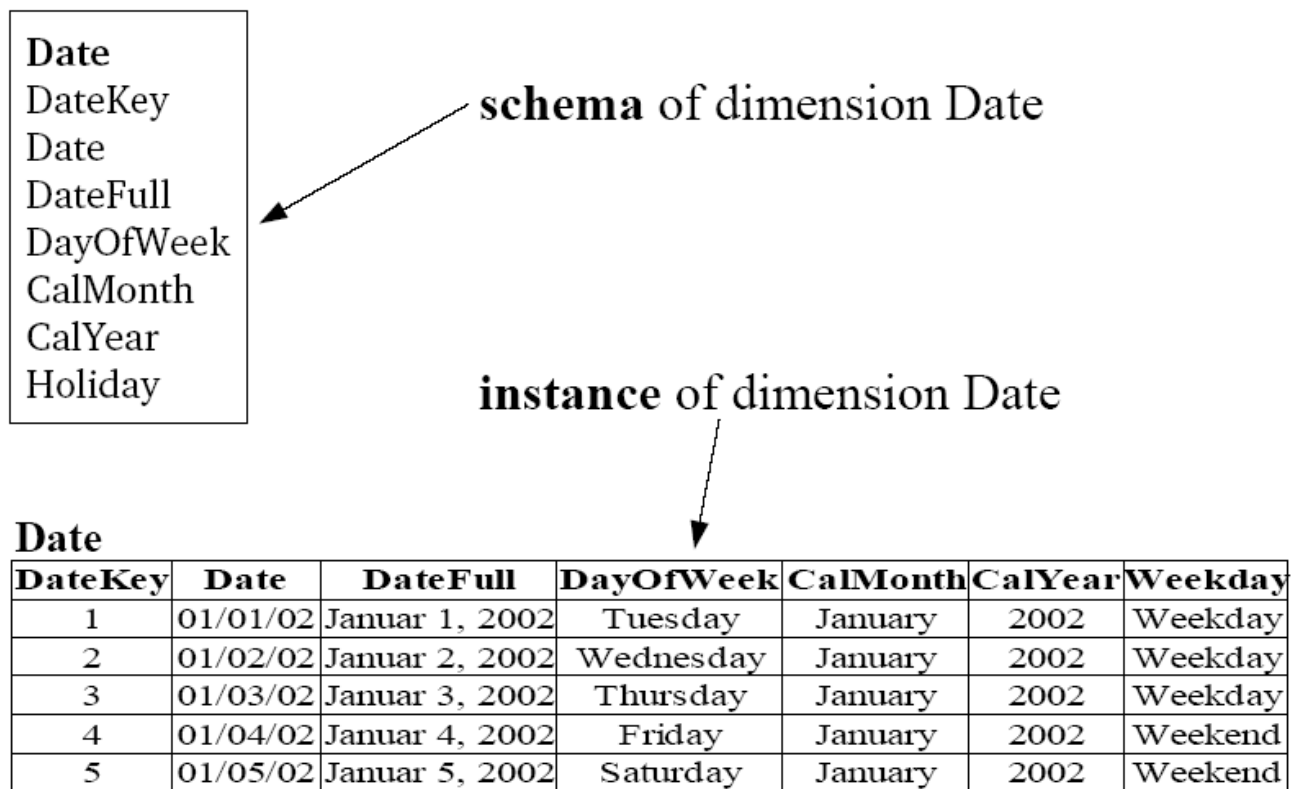 Date
DateKey
Date
DateFull
DayOfWeek
CalMonth
CalYear
Holiday
schema of dimension Date
instance of dimension Date
Date
DateKey Date DateFull DayOfWeek CalMonth CalYear Weekday
1 01/01/02 Januar 1, 2002 Tuesday January 2002 Weekday
2 01/02/02 Januar 2, 2002 Wednesday January 2002 Weekday
3 01/03/02 Januar 3, 2002 Thursday January 2002 Weekday
4 01/04/02 Januar 4, 2002 Friday January 2002 Weekend
5 01/05/02 Januar 5, 2002 Saturday January 2002 Weekend